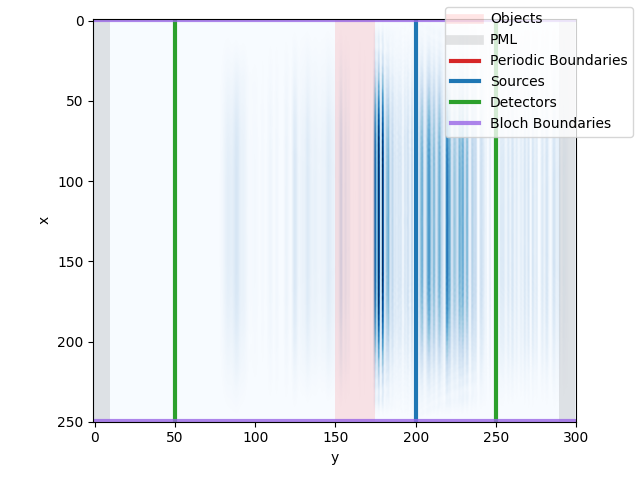 Objects
PML
Periodic Boundaries
Sources
Detectors
Bloch Boundaries
0
50
100
150
200
250
x
0 50 100 150 200 250 300
y